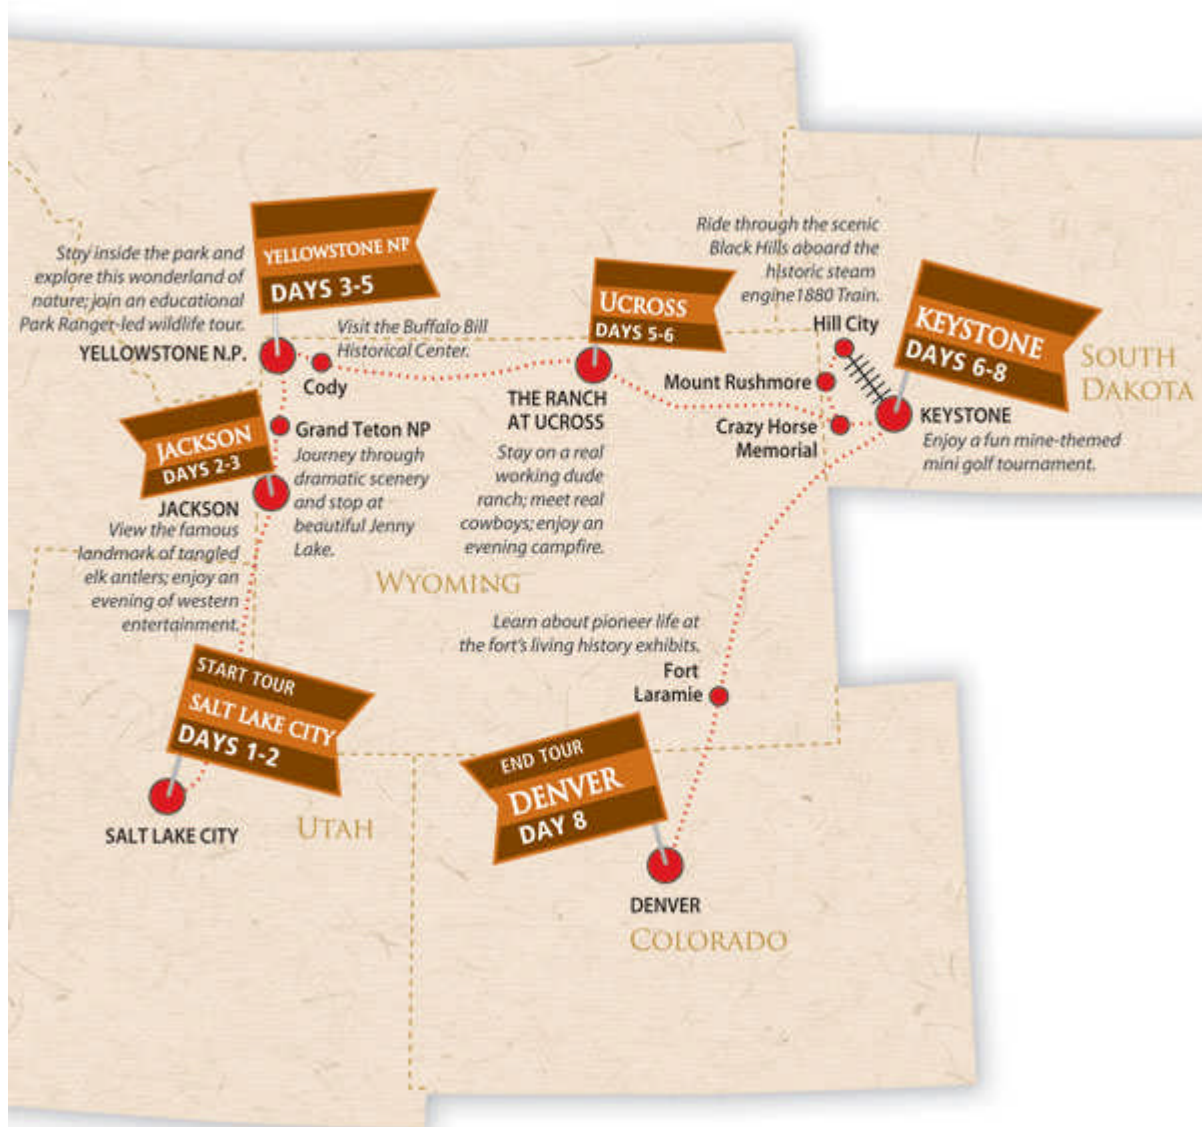 YELLOWSTONE NP
DAYS 3-5
Stay inside the park and
explore this wonderland of
nature; join an educational
Park Ranger-led wildlife tour.
YELLOWSTONE N.P.
Visit the Buffalo Bill
Historical Center.
Cody
UCROSS
DAYS 5-6
THE RANCH
AT UCROSS
Stay on a real
working dude
ranch; meet real
cowboys; enjoy an
evening campfire.
Ride through the scenic
Black Hills aboard the
historic steam
engine1880 Train.
Hill City
Mount Rushmore
Crazy Horse
Memorial
KEYSTONE
DAYS 6-8
SOUTH
DAKOTA
KEYSTONE
Enjoy a fun mine-themed
mini golf tournament.
JACKSON
DAYS 2-3
Grand Teton NP
Journey through
dramatic scenery
and stop at
beautiful Jenny
Lake.
JACKSON
View the famous
landmark of tangled
elk antlers; enjoy an
evening of western
entertainment.
WYOMING
Learn about pioneer life at
the fort's living history exhibits.
Fort
Laramie
START TOUR
SALT LAKE CITY
DAYS 1-2
SALT LAKE CITY
UTAH
END TOUR
DENVER
DAY 8
DENVER
COLORADO